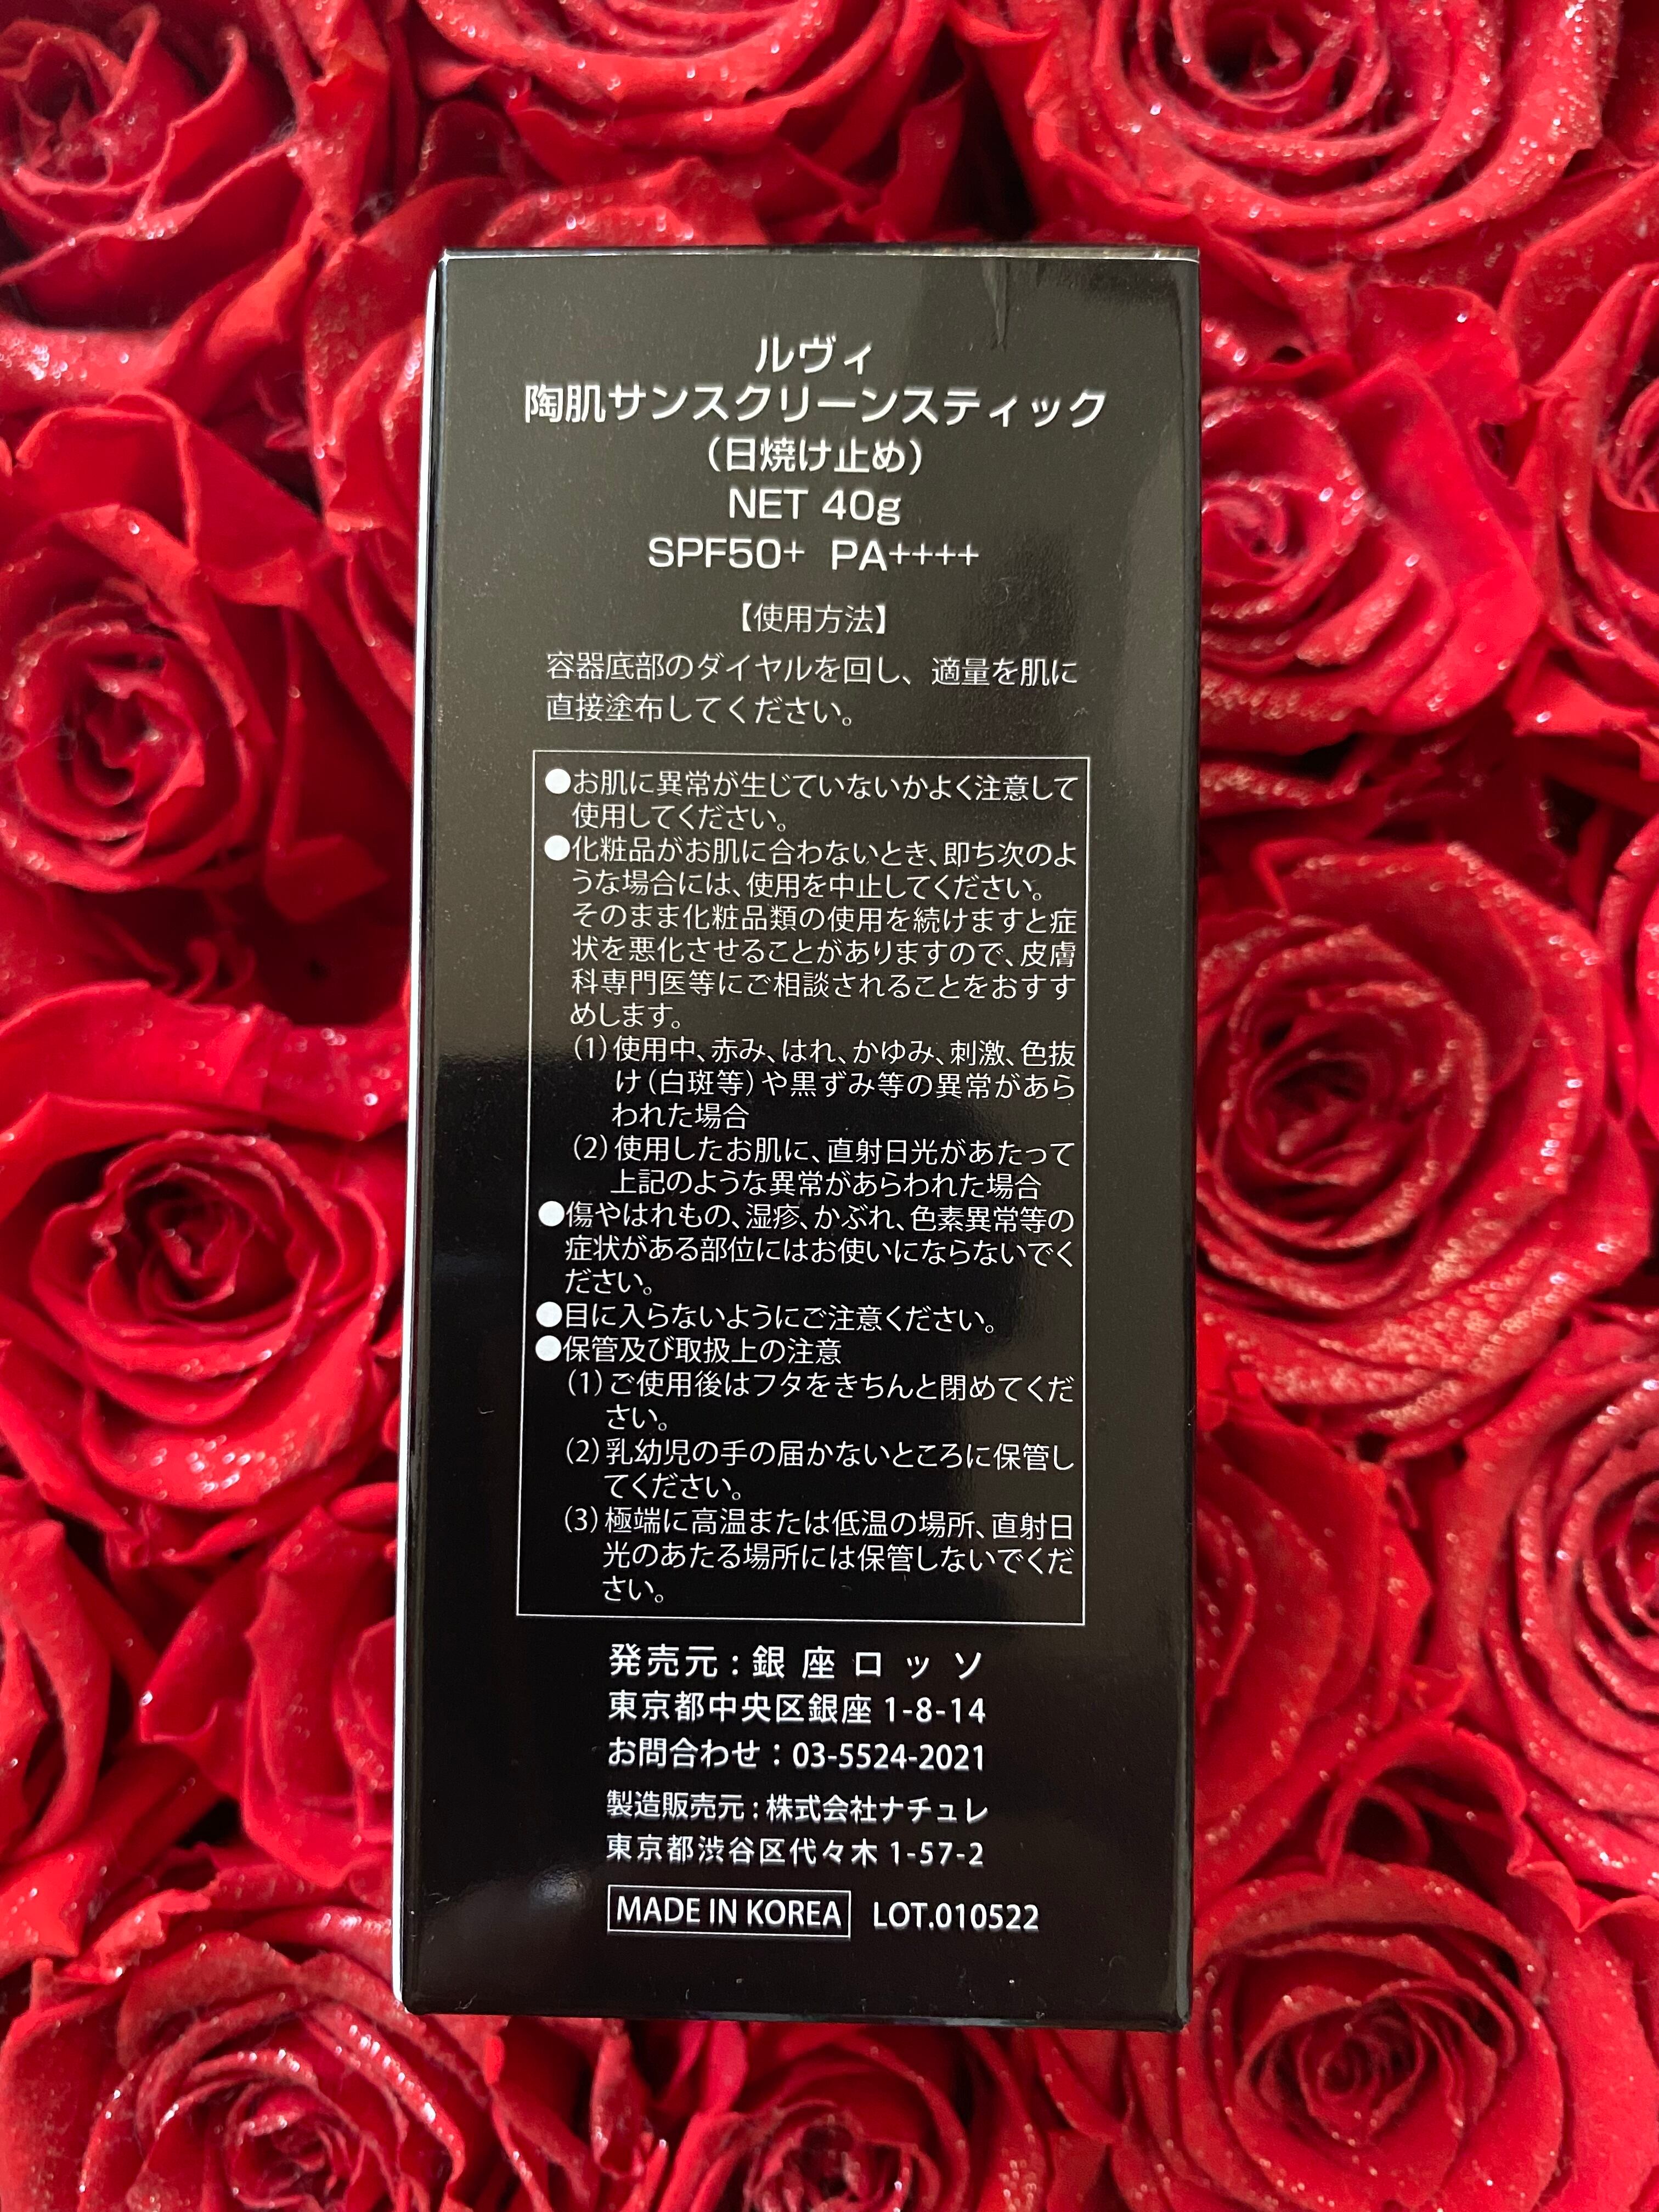 ルヴィ
陶肌サンスクリーンスティック
（日焼け止め）
NET 40g
SPF50+ PA++++
【使用方法】
容器底部のダイヤルを回し、適量を肌に
直接塗布してください。
●お肌に異常が生じていないかよく注意して
使用してください。
●化粧品がお肌に合わないとき、即ち次のよ
うな場合には、使用を中止してください。
そのまま化粧品類の使用を続けますと症
状を悪化させることがありますので、皮膚
科専門医等にご相談されることをおすす
めします。
(1)使用中、赤み、はれ、かゆみ、刺激、色抜
け（白斑等）や黒ずみ等の異常があら
われた場合
(2)使用したお肌に、直射日光があたって
上記のような異常があらわれた場合
●傷やはれもの、湿疹、かぶれ、色素異常等の
症状がある部位にはお使いにならないでく
ださい。
●目に入らないようにご注意ください。
●保管及び取扱上の注意
(1)ご使用後はフタをきちんと閉めてくだ
さい。
(2)乳幼児の手の届かないところに保管し
てください。
(3)極端に高温または低温の場所、直射日
光のあたる場所には保管しないでくだ
さい。
発売元：銀座ロッソ
東京都中央区銀座 1-8-14
お問合わせ：03-5524-2021
製造販売元：株式会社ナチュレ
東京都渋谷区代々木 1-57-2
MADE IN KOREA LOT.010522